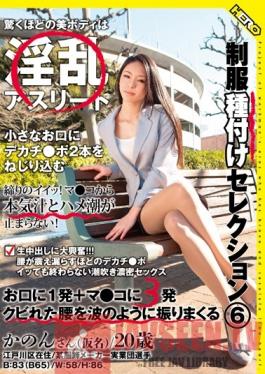 HERO
驚くほどの美ボディは
淫乱
アスリート
小さなお口に
デカチ●ポ2本を
ねじり込む
締りのイイッ!マ●コから
本気汁とハメ潮が
止まらない!
●生中出しに大興奮!!!
腰が震え漏らすほどのデカチ●ポ
イッても終わらない潮吹き濃密セックス
お口に1発+マ●コに3発
クビれた腰を波のように振りまくる
かのんさん(仮名)/20歳
江戸川区在住/某
メーカー実業団選手
B:83(B65)/W:58/H:86
制服種付けセレクション⑥